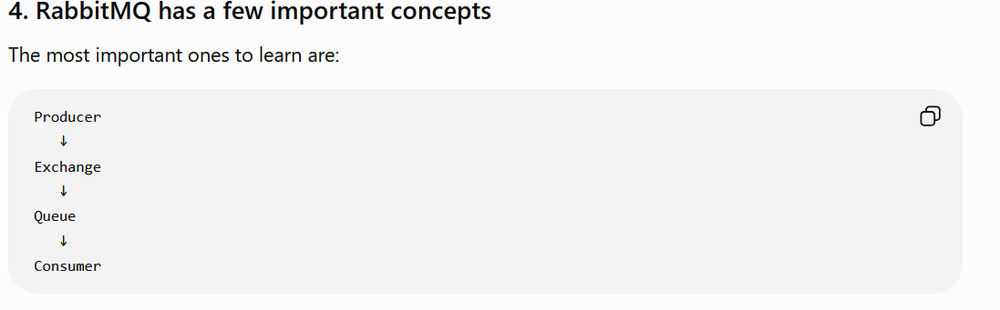 4. RabbitMQ has a few important concepts
The most important ones to learn are:
Producer
↓
Exchange
↓
Queue
↓
Consumer